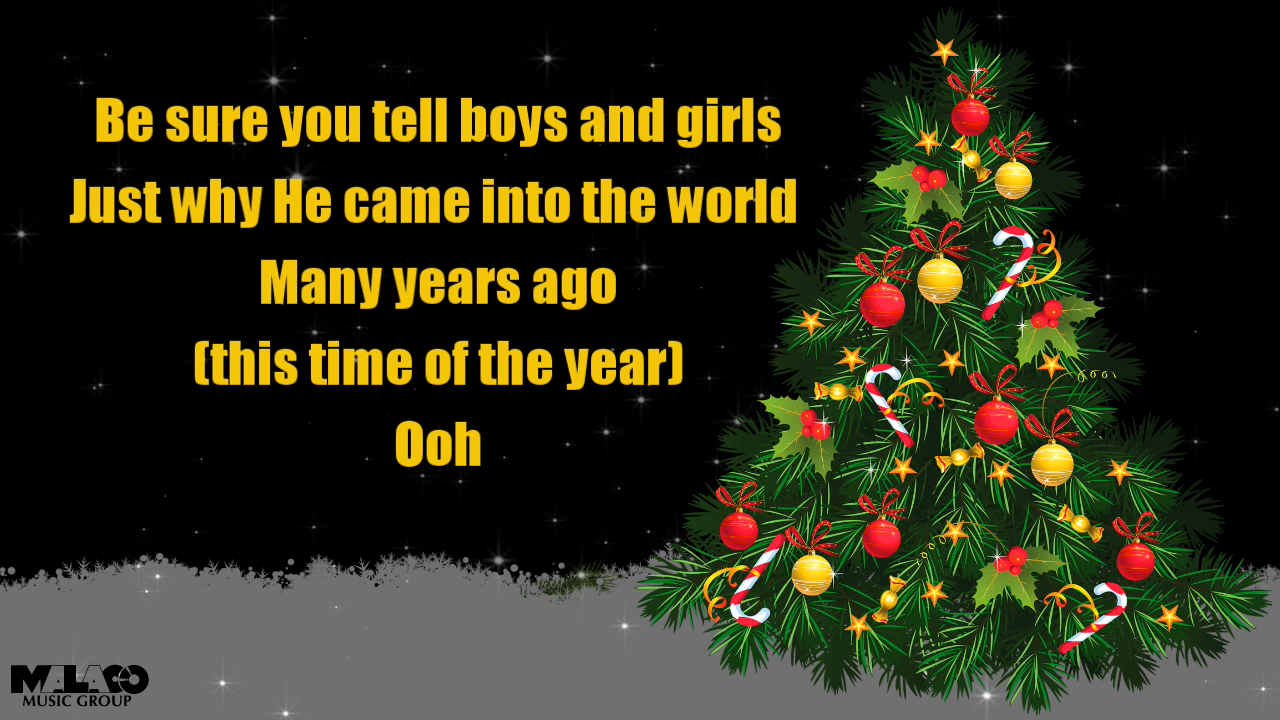 Be sure you tell boys and girls
Just why He came into the world
Many years ago
(this time of the year)
Ooh
MALACO
MUSIC GROUP